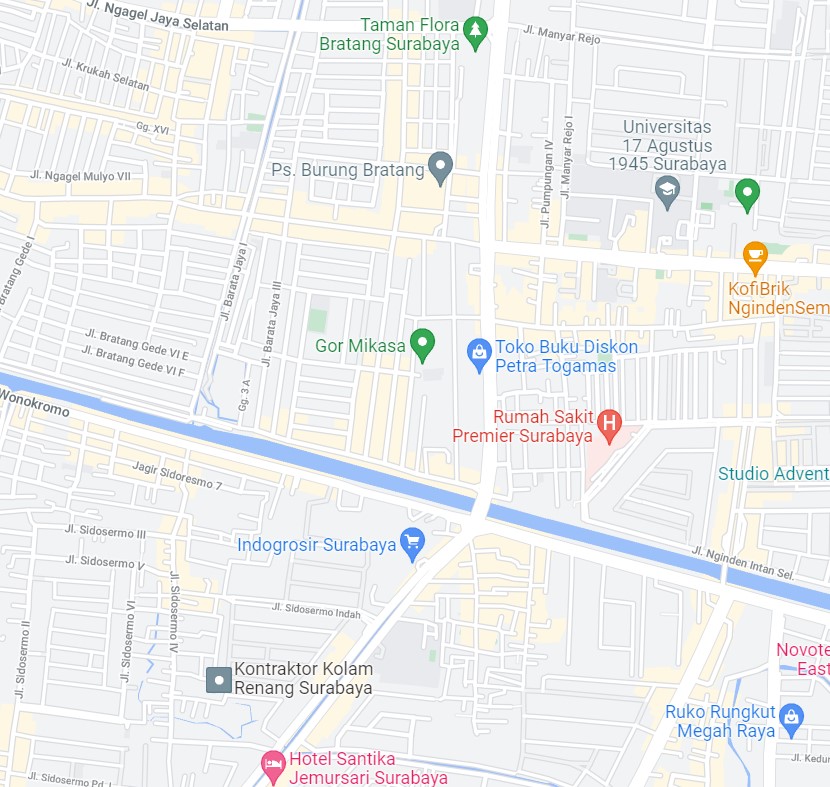 Jl. Ngagel Jaya Selatan
Taman Flora
Bratang Surabaya
Jl. Manyar Rejo
Jl. Krukah Selatan
Gg. XVI
Universitas
17 Agustus
1945 Surabaya
Jl. Pumpungan IV
Jl. Manyar Rejo I
Ps. Burung Bratang
Jl. Ngagel Mulyo VII
Bratang Gede I
Jl. Barata Jaya I
Jl. Barata Jaya III
KofiBrik
NgindenSem
Gor Mikasa
Toko Buku Diskon
Petra Togamas
Jl. Bratang Gede VI E
Jl. Bratang Gede VI F
Gg. 3 A
Wonokromo
Rumah Sakit
Premier Surabaya
H
Jagir Sidoresmo 7
Studio Advent
Jl. Sidosermo III
Indogrosir Surabaya
Jl. Nginden Intan Sel.
Jl. Sidosermo V
Jl. Sidosermo IV
Jl. Sidosermo VI
Jl. Sidosermo Indah
Jl. Sidosermo II
Kontraktor Kolam
Renang Surabaya
Novote
East
Ruko Rungkut
Megah Raya
Hotel Santika
Jemursari Surabaya
Jl. Sidosermo Pd. I
Jl. Kedun